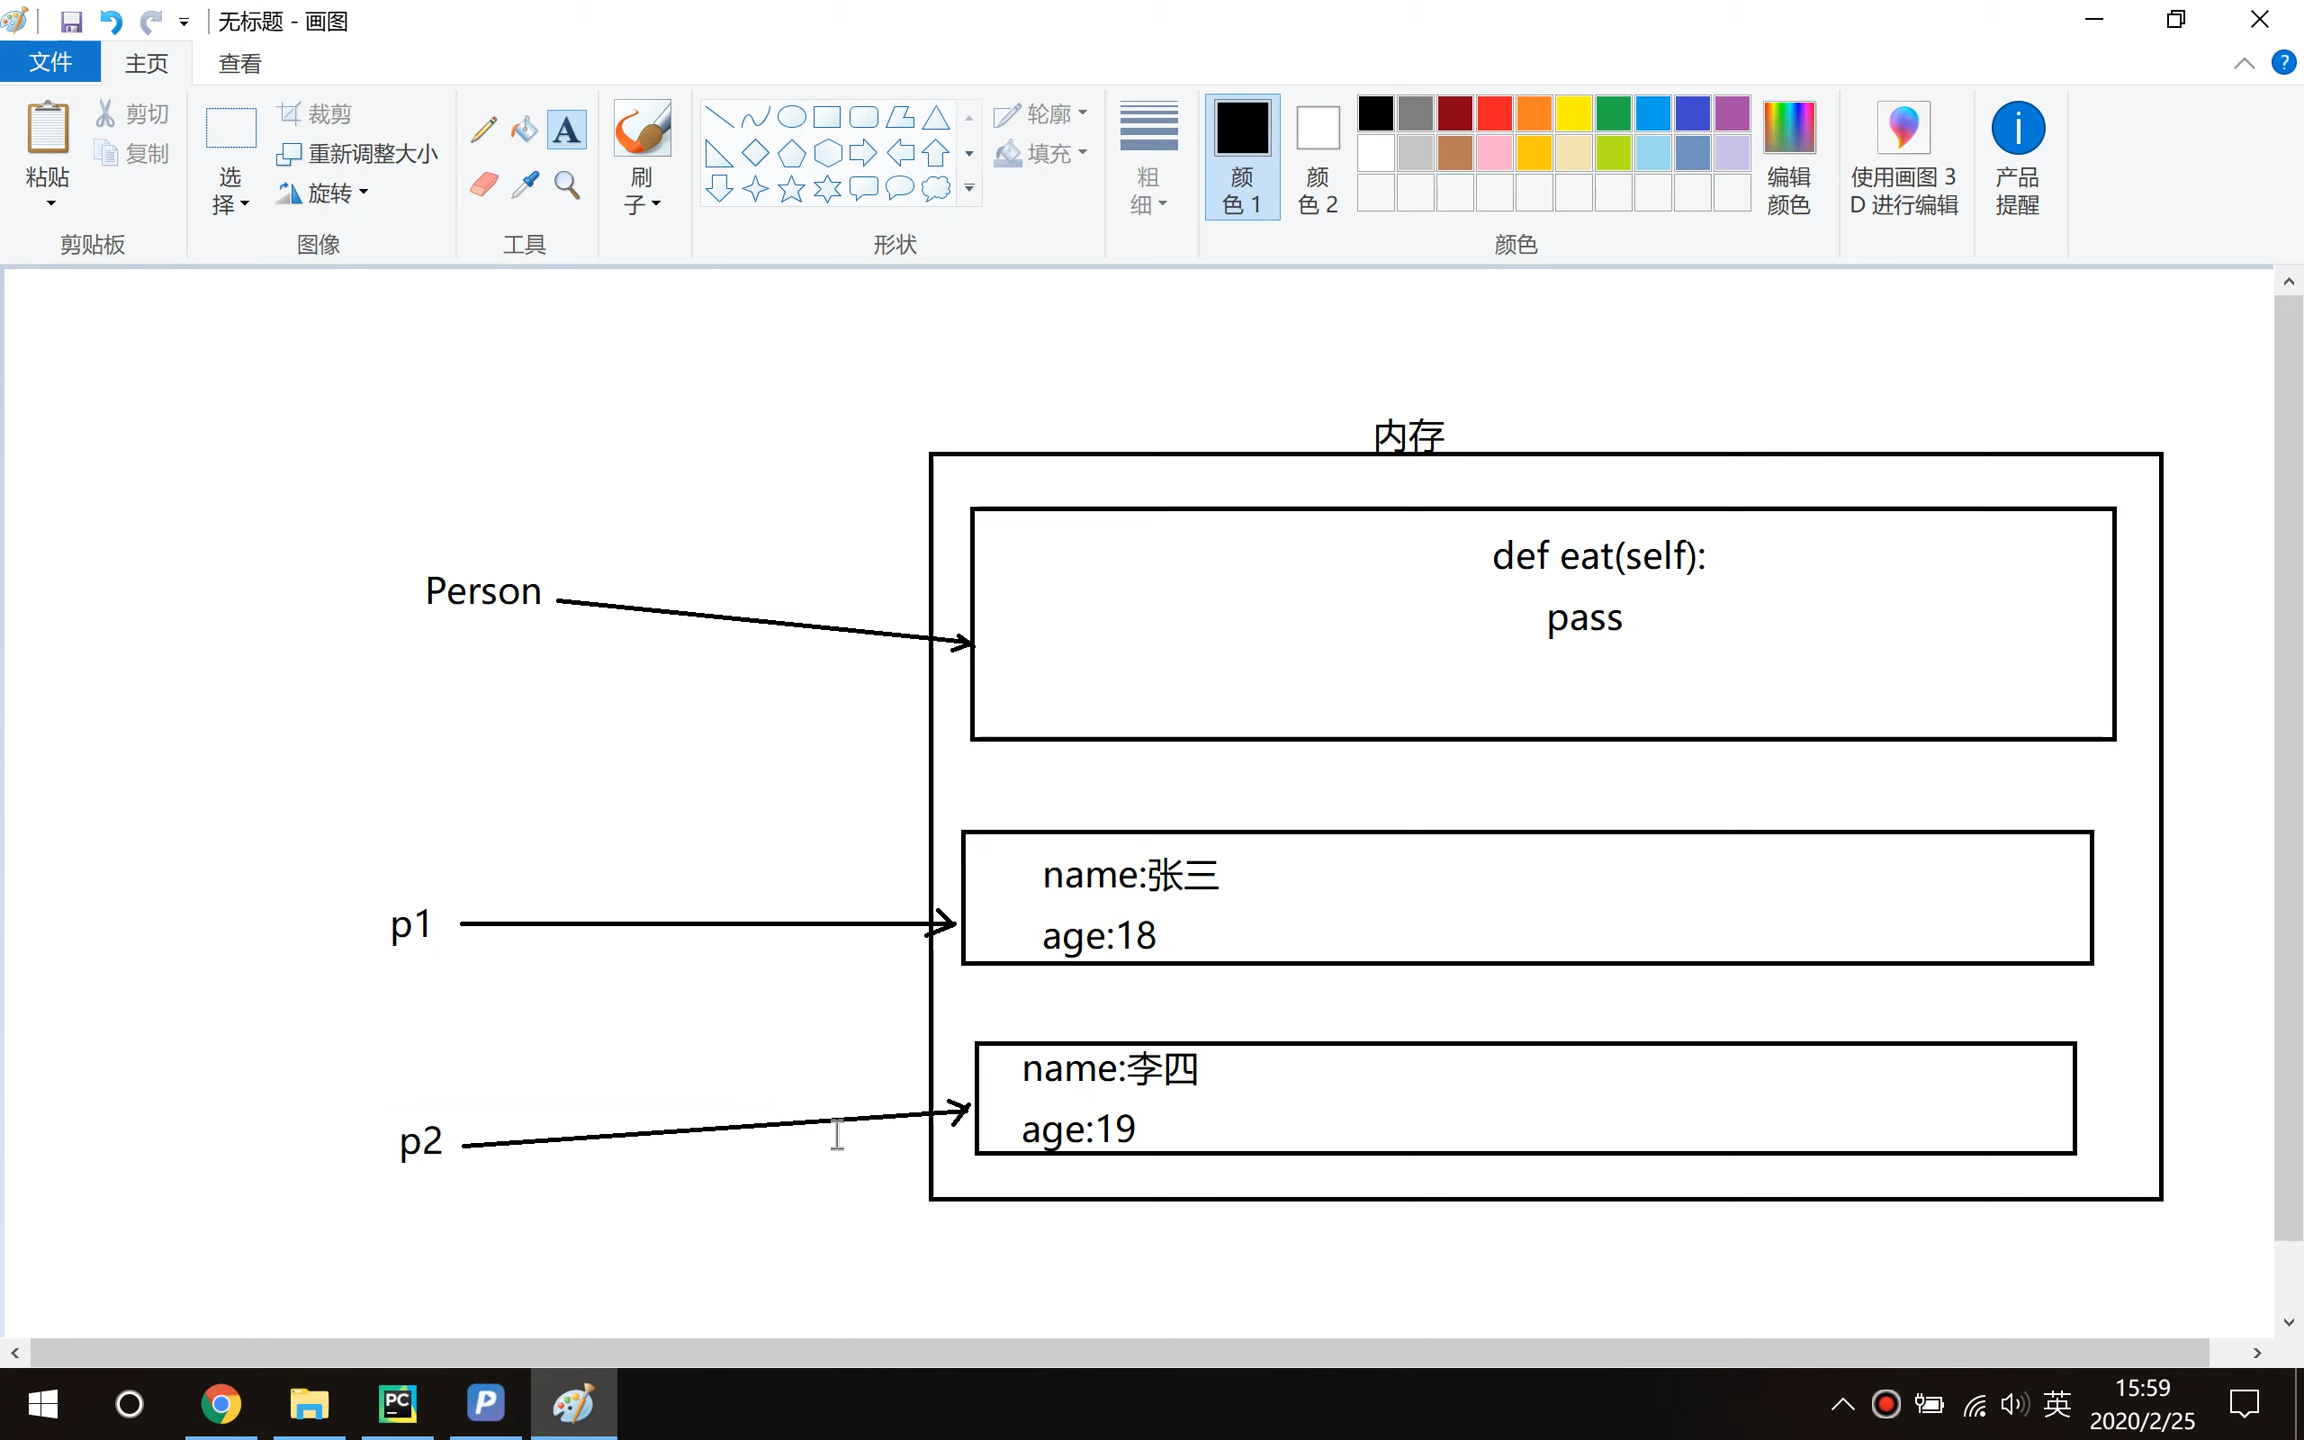 无标题 - 画图
文件
主页
查看
粘贴
剪切
复制
剪贴板
选
择
裁剪
重新调整大小
旋转
图像
A
工具
刷
子
形状
轮廓
填充
粗
细
颜
色 1
颜
色 2
颜色
编辑
颜色
使用画图 3
D 进行编辑
产品
提醒
内存
def eat(self):
pass
Person
name:张三
age:18
p1
name:李四
age:19
p2
PC
P
英
15:59
2020/2/25